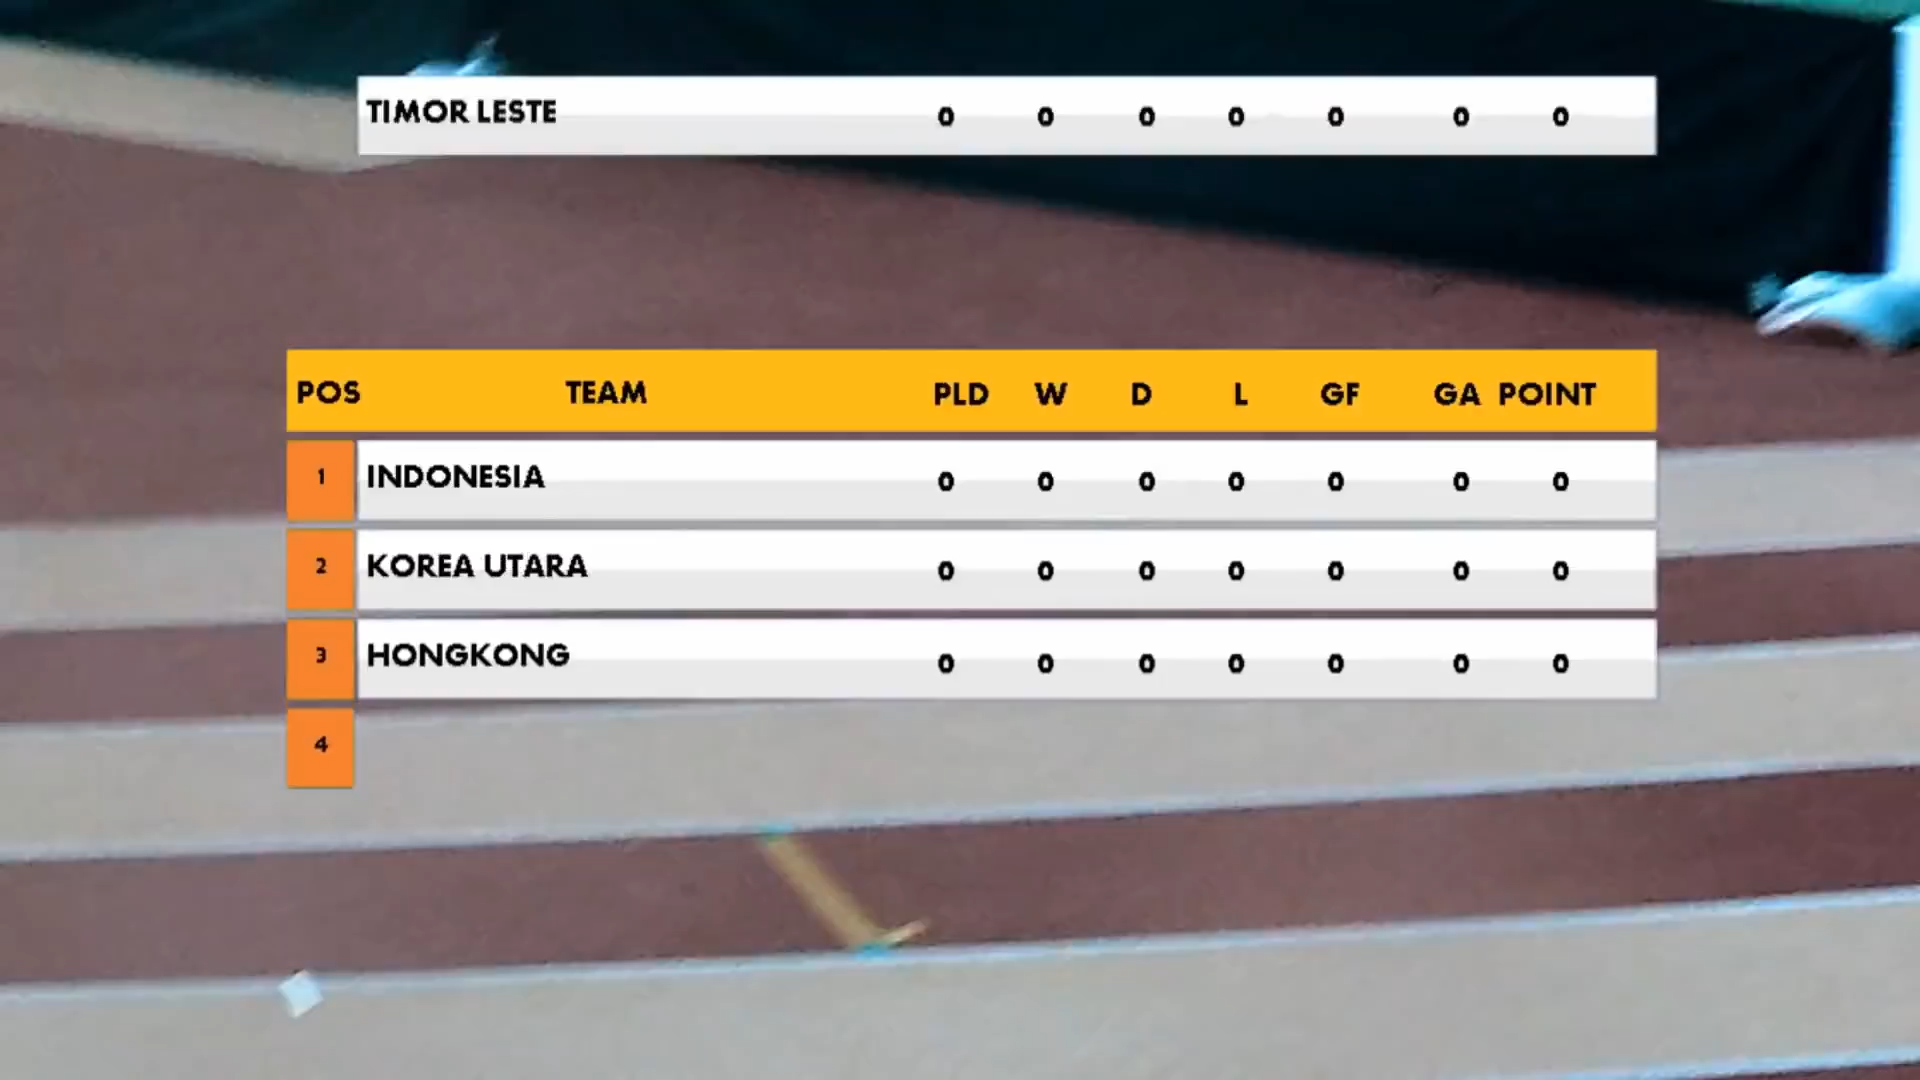 TIMOR LESTE 0 0 0 0 0 0 0
POS TEAM PLD W D L GF GA POINT
1 INDONESIA 0 0 0 0 0 0 0
2 KOREA UTARA 0 0 0 0 0 0 0
3 HONGKONG 0 0 0 0 0 0 0
4